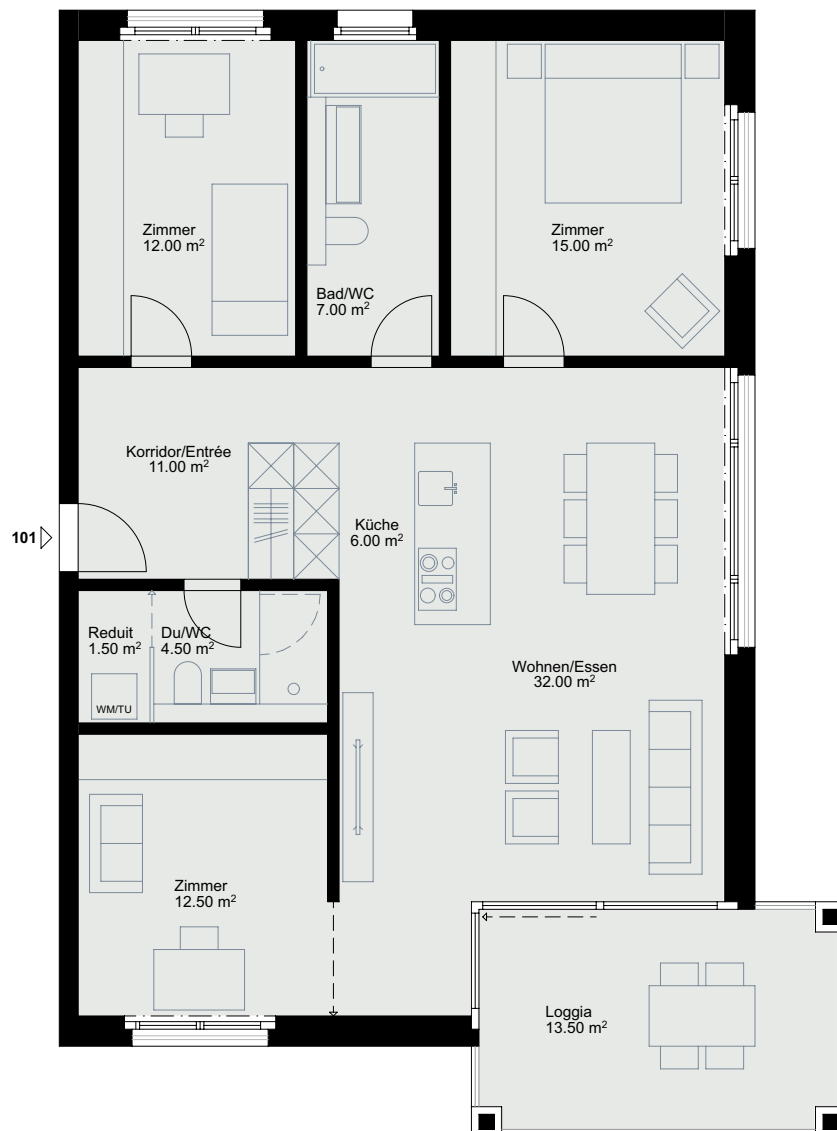 Zimmer
12.00 m²
Zimmer
15.00 m²
Bad/WC
7.00 m²
Korridor/Entrée
11.00 m²
101
Küche
6.00 m²
Reduit
1.50 m²
Du/WC
4.50 m²
WM/TU
Wohnen/Essen
32.00 m²
Zimmer
12.50 m²
Loggia
13.50 m²